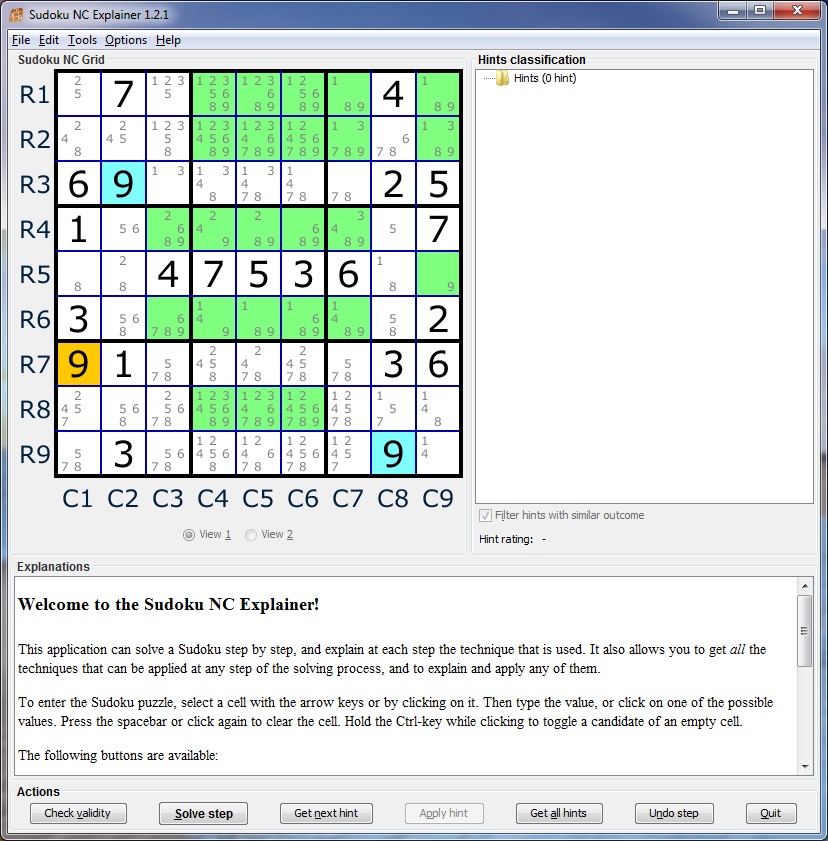 Sudoku NC Explainer 1.2.1
File Edit Tools Options Help
Sudoku NC Grid
R1 2 5 7 1 2 3 5 1 2 3 5 6 8 9 1 2 3 6 8 9 1 2 5 6 8 9 1 8 9 4 1 8 9
R2 2 4 8 2 4 5 1 2 3 5 8 1 2 3 4 5 6 8 9 1 2 3 4 6 7 8 9 1 2 4 5 6 7 8 9 1 3 7 8 9 6 7 8 1 3 8 9
R3 6 9 1 3 1 3 4 8 1 3 4 7 8 1 4 7 8 7 8 2 5
R4 1 5 6 2 6 8 9 2 4 9 2 8 9 6 8 9 3 4 8 9 5 7
R5 8 2 8 4 7 5 3 6 1 8 9
R6 3 5 6 8 6 7 8 9 1 4 9 1 8 9 1 6 8 9 1 4 8 9 5 8 2
R7 9 1 5 7 8 2 4 5 8 2 4 7 8 2 4 5 7 8 5 7 8 3 6
R8 2 4 5 7 5 6 8 2 5 6 7 8 1 2 3 4 5 6 8 9 1 2 3 4 6 7 8 9 1 2 4 5 6 7 8 9 1 2 4 5 7 8 1 5 7 1 4 8
R9 5 7 8 3 5 6 7 8 1 2 4 5 6 8 1 2 4 6 7 8 1 2 4 5 6 7 8 1 2 4 5 7 9 1 4
C1 C2 C3 C4 C5 C6 C7 C8 C9
View 1 View 2
Hints classification
Hints (0 hint)
Filter hints with similar outcome
Hint rating: -
Explanations
Welcome to the Sudoku NC Explainer!
This application can solve a Sudoku step by step, and explain at each step the technique that is used. It also allows you to get all the
techniques that can be applied at any step of the solving process, and to explain and apply any of them.
To enter the Sudoku puzzle, select a cell with the arrow keys or by clicking on it. Then type the value, or click on one of the possible
values. Press the spacebar or click again to clear the cell. Hold the Ctrl-key while clicking to toggle a candidate of an empty cell.
The following buttons are available:
Actions
Check validity Solve step Get next hint Apply hint Get all hints Undo step Quit